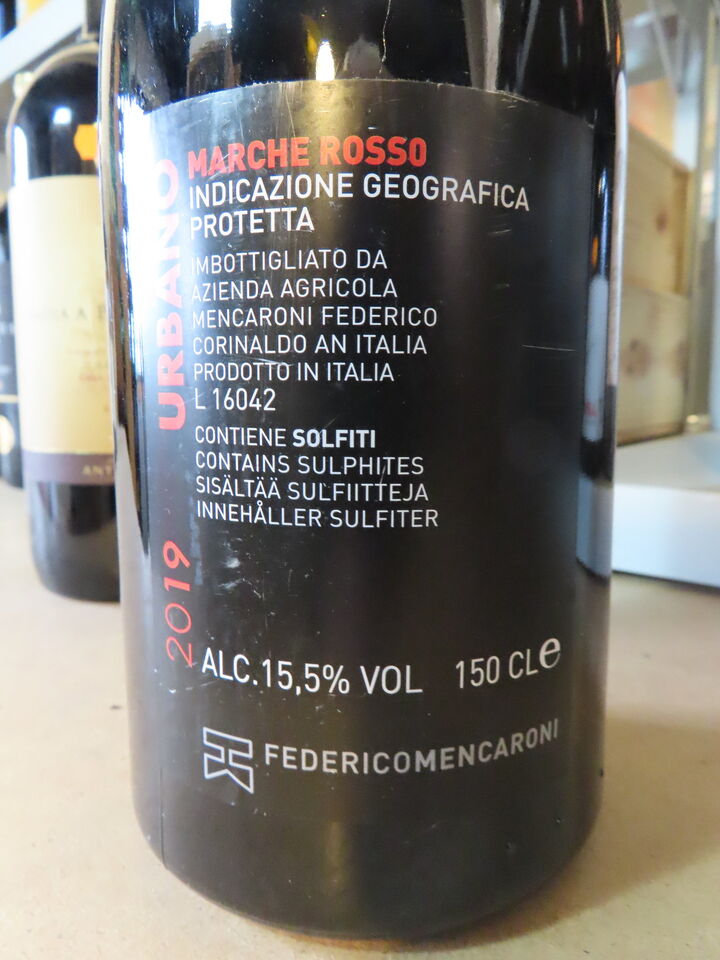 MARCHE ROSSO
INDICAZIONE GEOGRAFICA
PROTETTA
IMBOTTIGLIATO DA
AZIENDA AGRICOLA
MENCARONI FEDERICO
CORINALDO AN ITALIA
PRODOTTO IN ITALIA
L 16042
CONTIENE SOLFITI
CONTAINS SULPHITES
SISÄLTÄÄ SULFIITTEJA
INNEHÅLLER SULFITER
URBANO
2019
ALC.15,5% VOL 150 CL e
FEDERICOMENCARONI